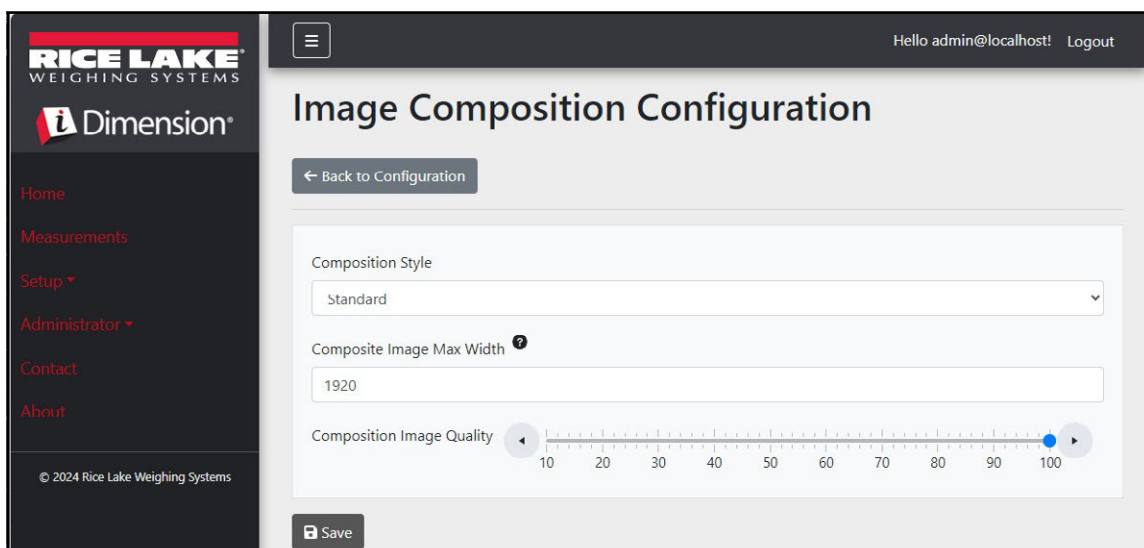 RICE LAKE®
WEIGHING SYSTEMS
i Dimension®
Home
Measurements
Setup
Administrator
Contact
About
© 2024 Rice Lake Weighing Systems
Hello admin@localhost! Logout
Image Composition Configuration
← Back to Configuration
Composition Style
Standard
Composite Image Max Width ?
1920
Composition Image Quality
10 20 30 40 50 60 70 80 90 100
Save